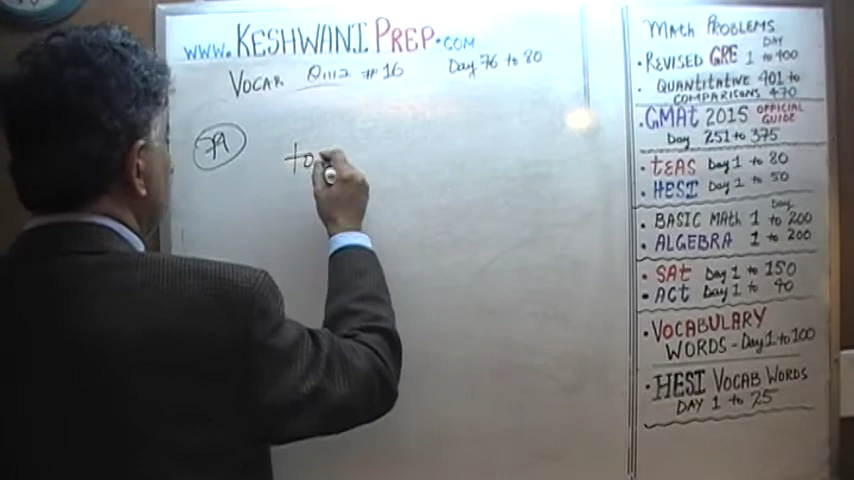 www.KESHWANI PREP.COM
VOCAB QUIZ #16 Day 76 to 80
79
to
MATH PROBLEMS
DAY
• REVISED GRE 1 to 400
• QUANTITATIVE 401 to
COMPARISONS 470
• GMAT 2015 OFFICIAL GUIDE
Day 251 to 375
• TEAS Day 1 to 80
• HESI Day 1 to 50
Day
• BASIC MATH 1 to 200
• ALGEBRA 1 to 200
• SAT Day 1 to 150
• ACT Day 1 to 40
• VOCABULARY
WORDS - Day 1 to 100
• HESI VOCAB WORDS
DAY 1 to 25